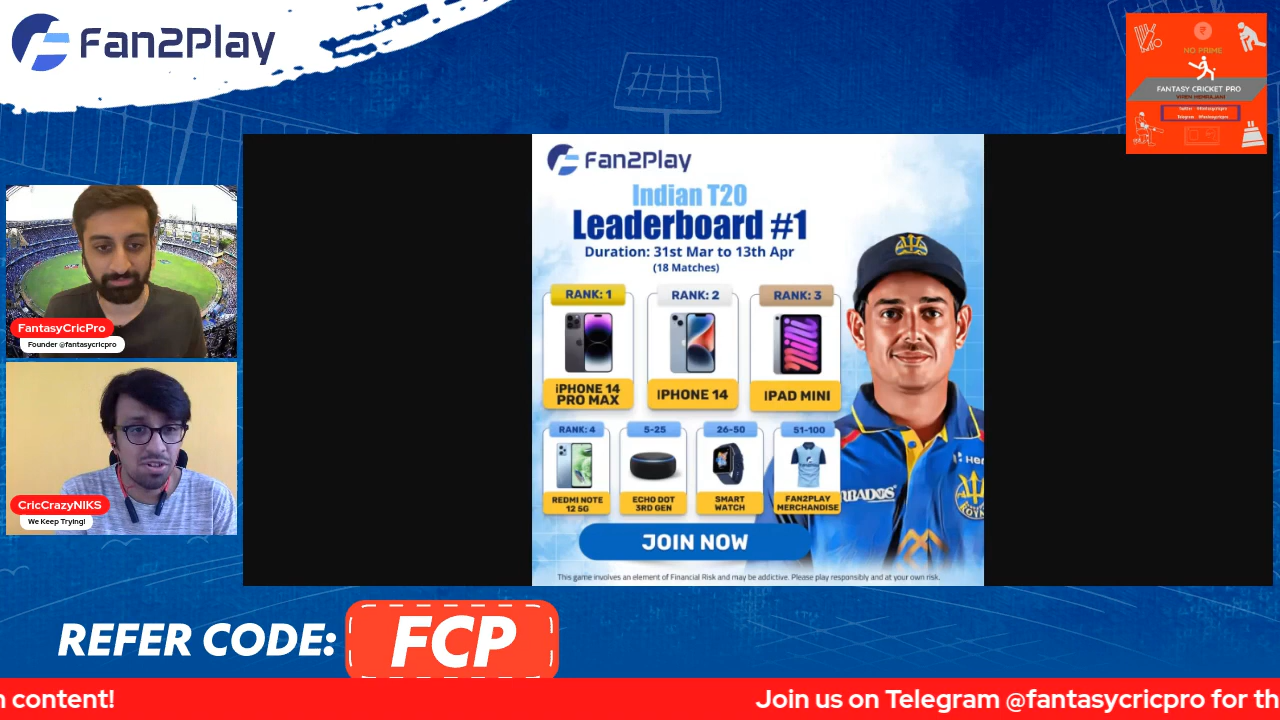 Fan2Play
NO PRIME
FANTASY CRICKET PRO
VIREN HEMRAJANI
Fan2Play
Indian T20
Leaderboard #1
Duration: 31st Mar to 13th Apr
(18 Matches)
RANK: 1
RANK: 2
RANK: 3
iPHONE 14
PRO MAX
iPHONE 14
IPAD MINI
RANK: 4
5-25
26-50
51-100
REDMI NOTE
12 5G
ECHO DOT
3RD GEN
SMART
WATCH
FAN2PLAY
MERCHANDISE
JOIN NOW
This game involves an element of Financial Risk and may be addictive. Please play responsibly and at your own risk.
FantasyCricPro
Founder @fantasycricpro
CricCrazyNIKS
We Keep Trying!
REFER CODE: FCP
n content!
Join us on Telegram @fantasycricpro for th